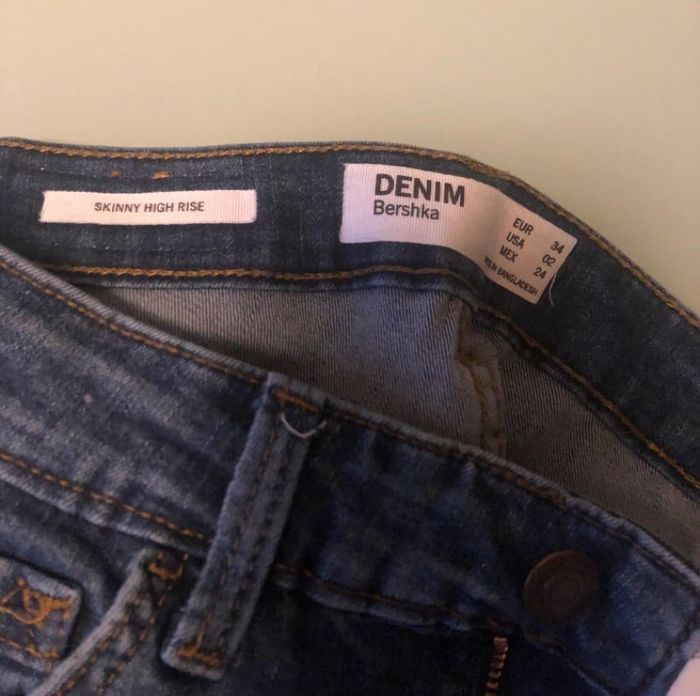 SKINNY HIGH RISE
DENIM
Bershka
EUR 34
USA 02
MEX 24
MADE IN BANGLADESH